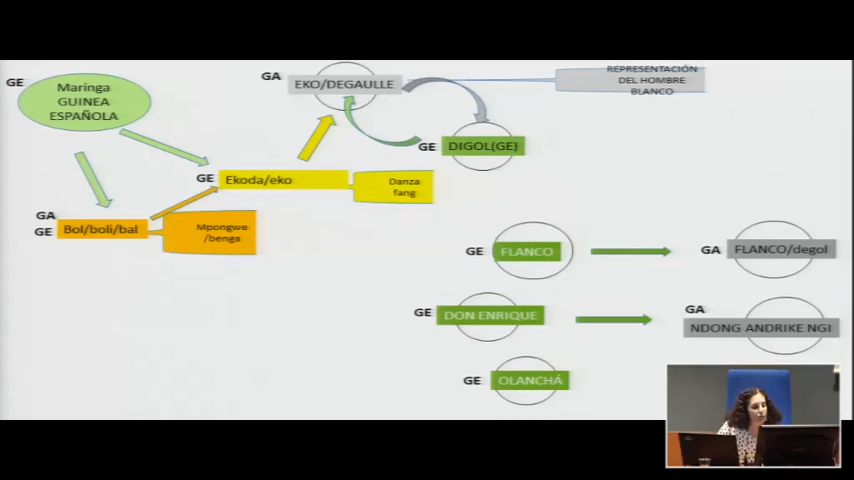 GE
Maringa
GUINEA
ESPAÑOLA
GA
EKO/DEGAULLE
REPRESENTACIÓN
DEL HOMBRE
BLANCO
GE
DIGOL(GE)
GE
Ekoda/eko
Danza
fang
GA
GE
Bol/boli/bal
Mpongwe
/benga
GE
FLANCO
GA
FLANCO/degol
GE
DON ENRIQUE
GA
NDONG ANDRIKE NGI
GE
OLANCHÁ